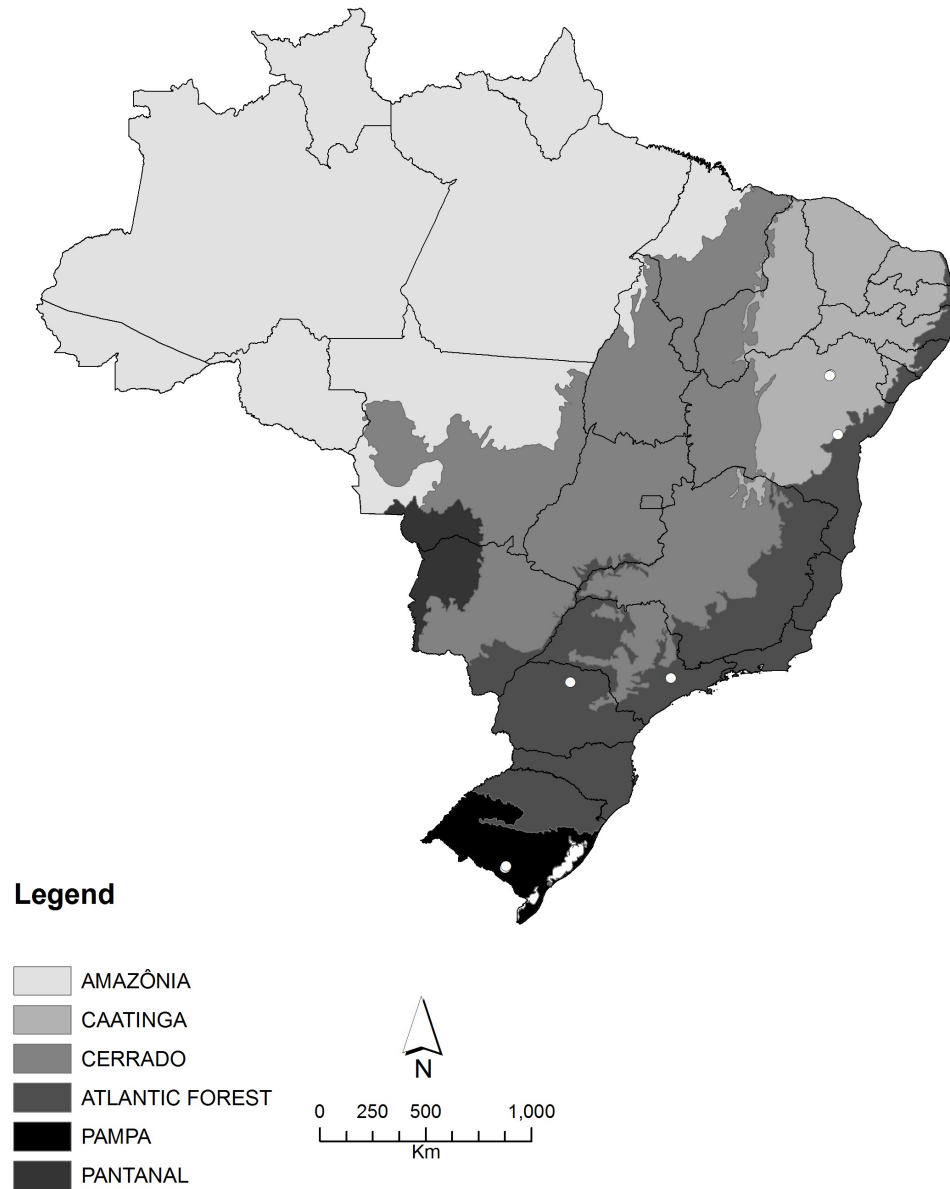 Legend
AMAZÔNIA
CAATINGA
CERRADO
ATLANTIC FOREST
PAMPA
PANTANAL
N
0 250 500 1,000
Km